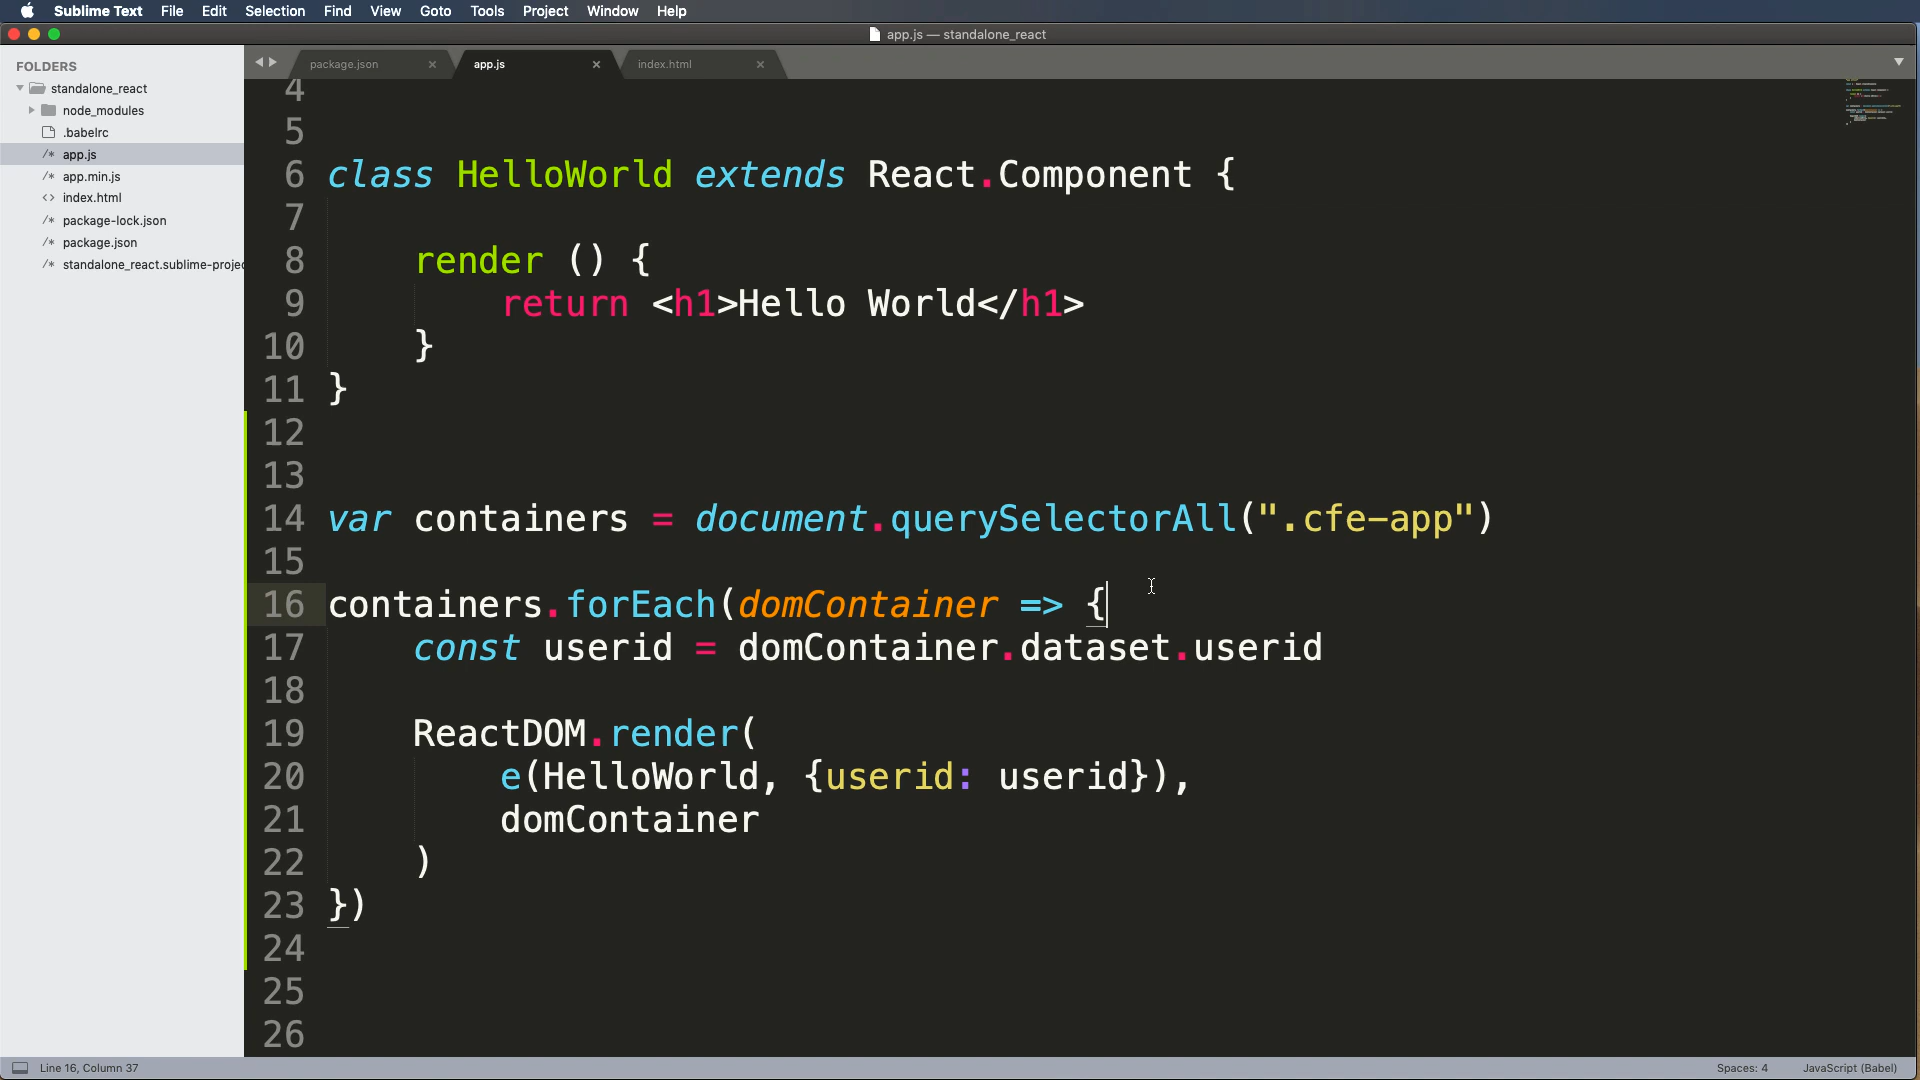 Sublime Text File Edit Selection Find View Goto Tools Project Window Help
app.js — standalone_react
FOLDERS
standalone_react
node_modules
.babelrc
/* app.js
/* app.min.js
<> index.html
/* package-lock.json
/* package.json
/* standalone_react.sublime-projec
package.json × app.js × index.html ×
4
5
6 class HelloWorld extends React.Component {
7
8 render () {
9 return <h1>Hello World</h1>
10 }
11 }
12
13
14 var containers = document.querySelectorAll(".cfe-app")
15
16 containers.forEach(domContainer => {
17 const userid = domContainer.dataset.userid
18
19 ReactDOM.render(
20 e(HelloWorld, {userid: userid}),
21 domContainer
22 )
23 })
24
25
26
Line 16, Column 37 Spaces: 4 JavaScript (Babel)